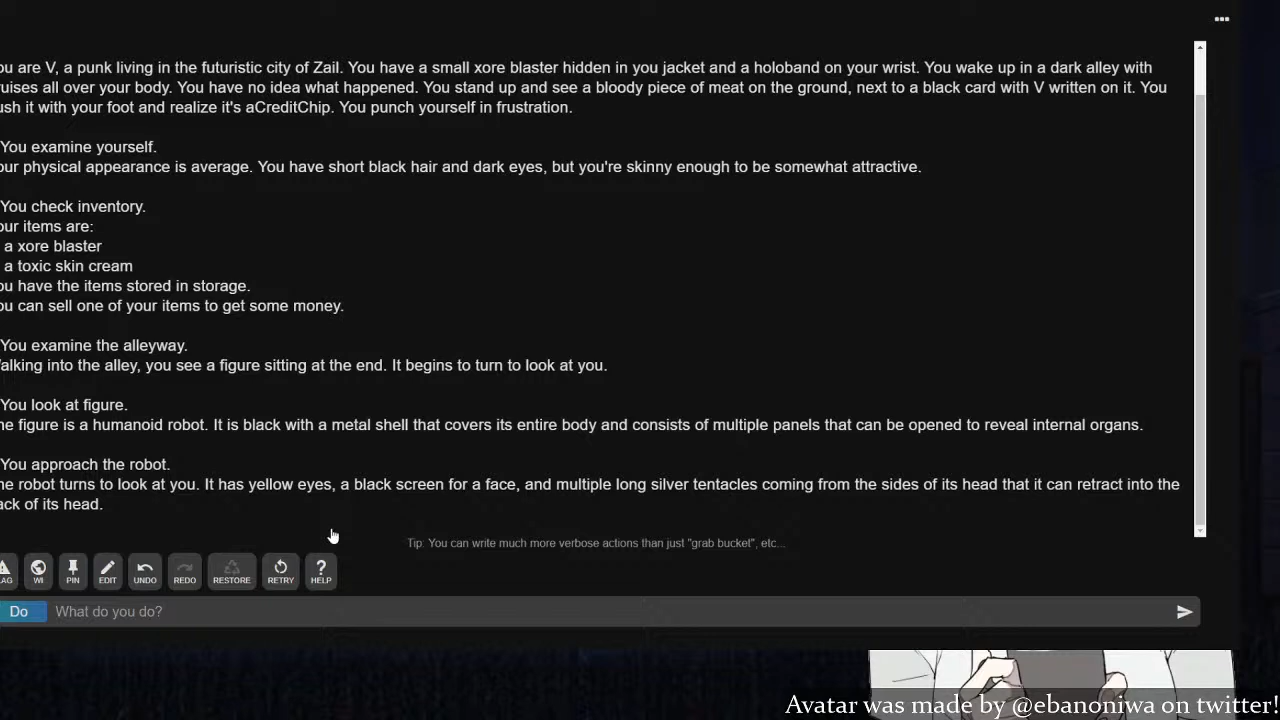 ou are V, a punk living in the futuristic city of Zail. You have a small xore blaster hidden in you jacket and a holoband on your wrist. You wake up in a dark alley with
ruises all over your body. You have no idea what happened. You stand up and see a bloody piece of meat on the ground, next to a black card with V written on it. You
ush it with your foot and realize it's aCreditChip. You punch yourself in frustration.
You examine yourself.
our physical appearance is average. You have short black hair and dark eyes, but you're skinny enough to be somewhat attractive.
You check inventory.
our items are:
a xore blaster
a toxic skin cream
ou have the items stored in storage.
ou can sell one of your items to get some money.
You examine the alleyway.
alking into the alley, you see a figure sitting at the end. It begins to turn to look at you.
You look at figure.
he figure is a humanoid robot. It is black with a metal shell that covers its entire body and consists of multiple panels that can be opened to reveal internal organs.
You approach the robot.
he robot turns to look at you. It has yellow eyes, a black screen for a face, and multiple long silver tentacles coming from the sides of its head that it can retract into the
ack of its head.
Tip: You can write much more verbose actions than just "grab bucket", etc...
LAG WI PIN EDIT UNDO REDO RESTORE RETRY HELP
Do What do you do?
Avatar was made by @ebanoniwa on twitter!